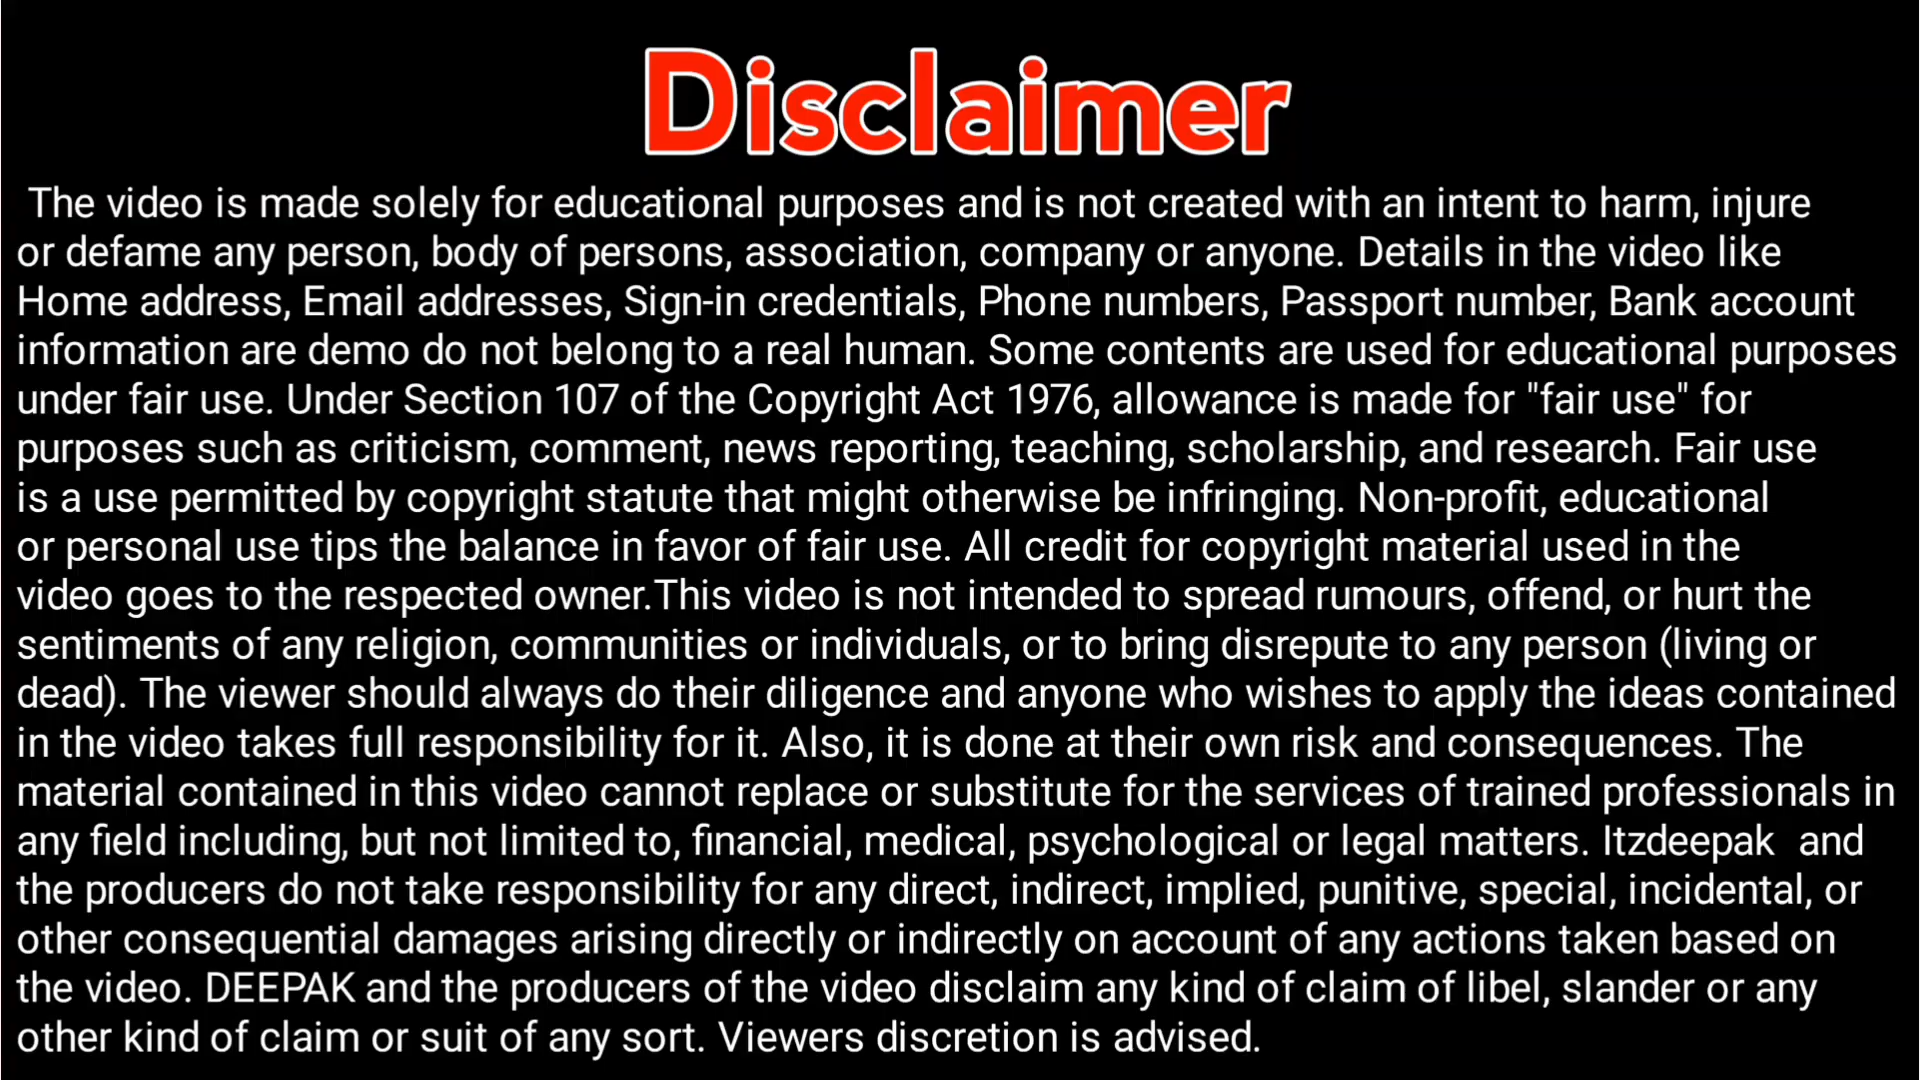 Disclaimer
The video is made solely for educational purposes and is not created with an intent to harm, injure
or defame any person, body of persons, association, company or anyone. Details in the video like
Home address, Email addresses, Sign-in credentials, Phone numbers, Passport number, Bank account
information are demo do not belong to a real human. Some contents are used for educational purposes
under fair use. Under Section 107 of the Copyright Act 1976, allowance is made for "fair use" for
purposes such as criticism, comment, news reporting, teaching, scholarship, and research. Fair use
is a use permitted by copyright statute that might otherwise be infringing. Non-profit, educational
or personal use tips the balance in favor of fair use. All credit for copyright material used in the
video goes to the respected owner.This video is not intended to spread rumours, offend, or hurt the
sentiments of any religion, communities or individuals, or to bring disrepute to any person (living or
dead). The viewer should always do their diligence and anyone who wishes to apply the ideas contained
in the video takes full responsibility for it. Also, it is done at their own risk and consequences. The
material contained in this video cannot replace or substitute for the services of trained professionals in
any field including, but not limited to, financial, medical, psychological or legal matters. Itzdeepak  and
the producers do not take responsibility for any direct, indirect, implied, punitive, special, incidental, or
other consequential damages arising directly or indirectly on account of any actions taken based on
the video. DEEPAK and the producers of the video disclaim any kind of claim of libel, slander or any
other kind of claim or suit of any sort. Viewers discretion is advised.